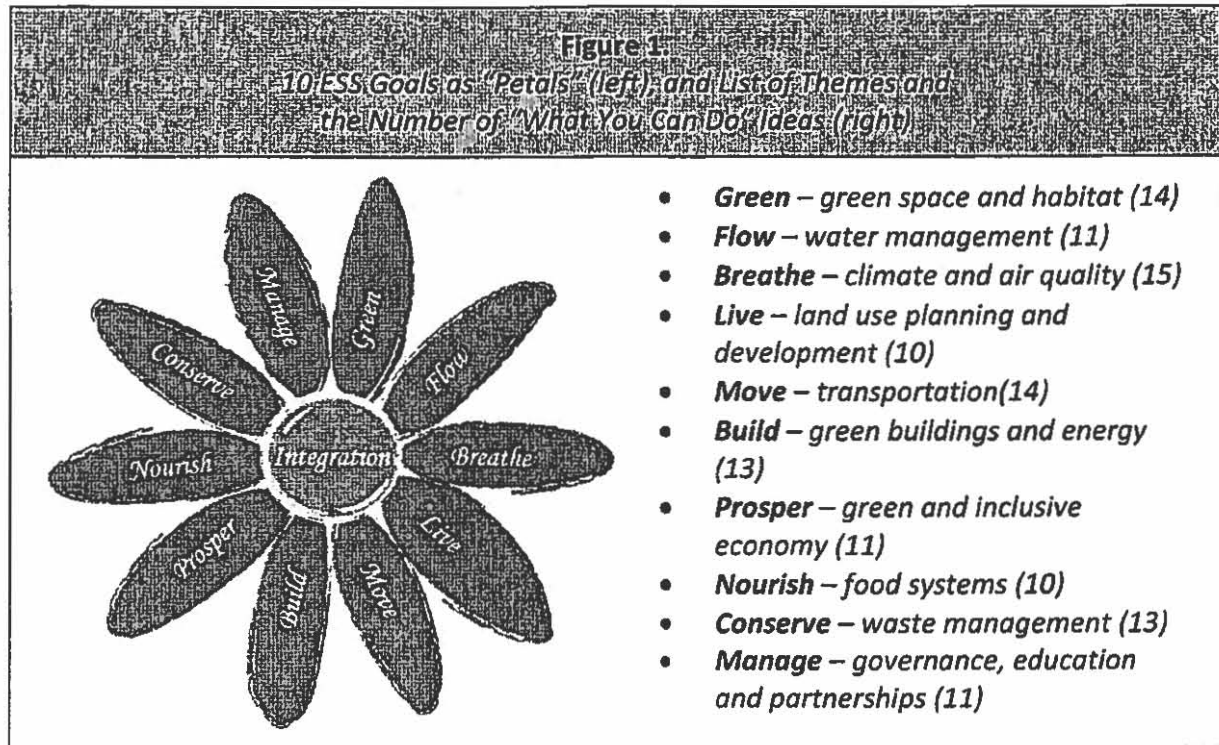 Figure 1.
10 ESS Goals as "Petals" (left), and List of Themes and
the Number of "What You Can Do" Ideas (right)
Manage
Green
Conserve
Flow
Nourish
Integration
Breathe
Prosper
Live
Build
Move
• Green – green space and habitat (14)
• Flow – water management (11)
• Breathe – climate and air quality (15)
• Live – land use planning and
development (10)
• Move – transportation(14)
• Build – green buildings and energy
(13)
• Prosper – green and inclusive
economy (11)
• Nourish – food systems (10)
• Conserve – waste management (13)
• Manage – governance, education
and partnerships (11)